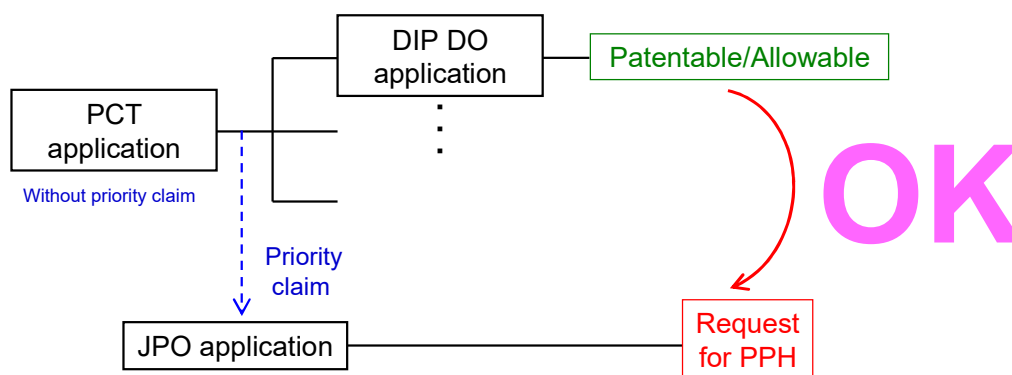 DIP DO
application
Patentable/Allowable
PCT
application
Without priority claim
OK
Priority
claim
JPO application
Request
for PPH